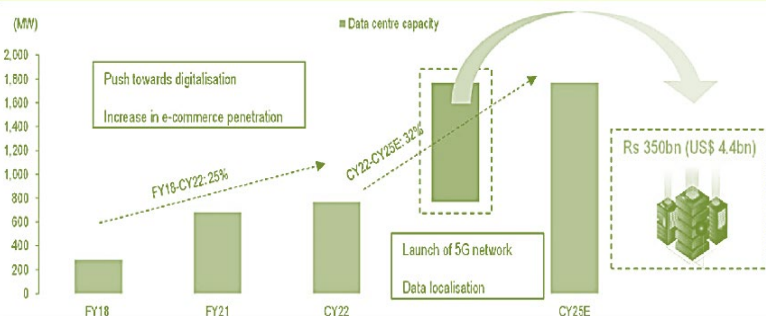 (MW)
Data centre capacity
2,000
1,800
1,600
1,400
1,200
1,000
800
600
400
200
0
Push towards digitalisation
Increase in e-commerce penetration
FY18-CY22: 25%
CY22-CY25E: 32%
Launch of 5G network
Data localisation
Rs 350bn (US$ 4.4bn)
FY18
FY21
CY22
CY25E